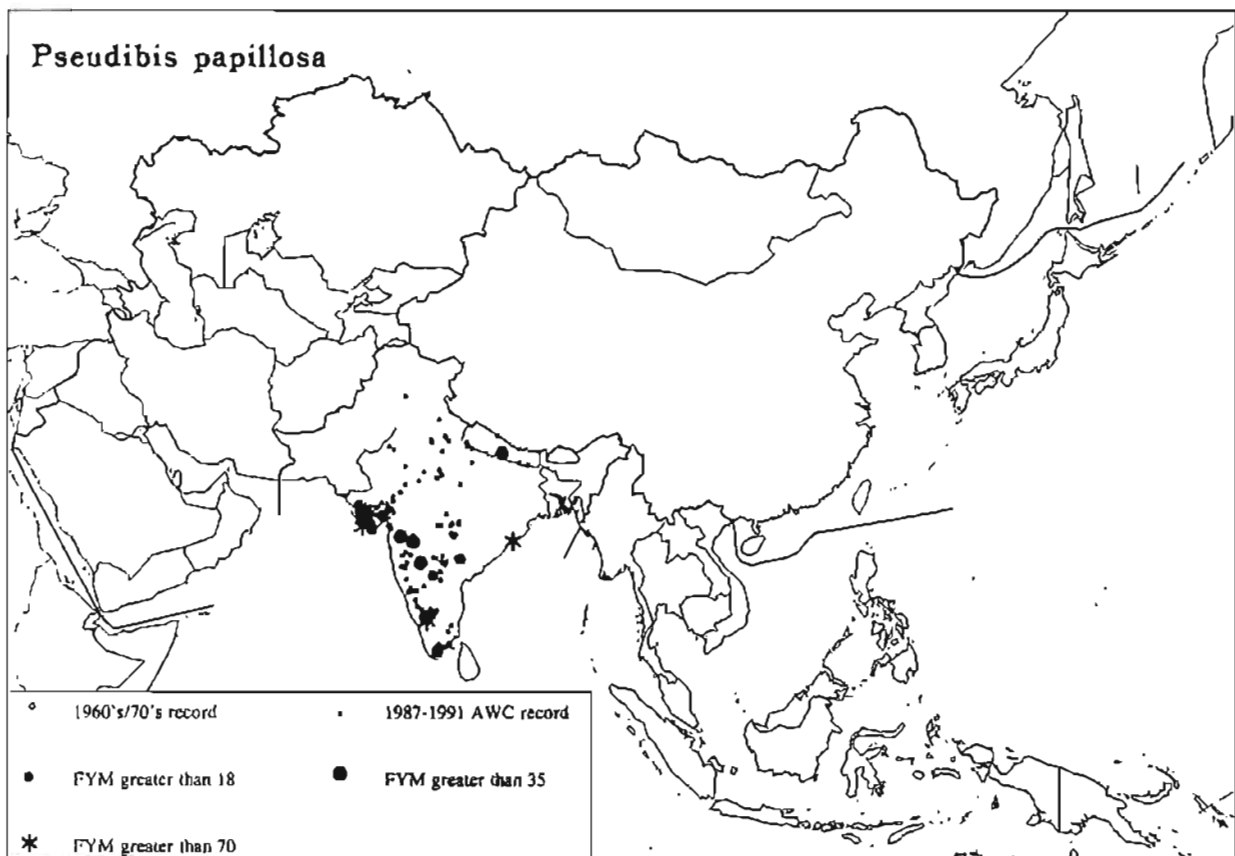 Pseudibis papillosa
1960's/70's record
1987-1991 AWC record
FYM greater than 18
FYM greater than 35
FYM greater than 70